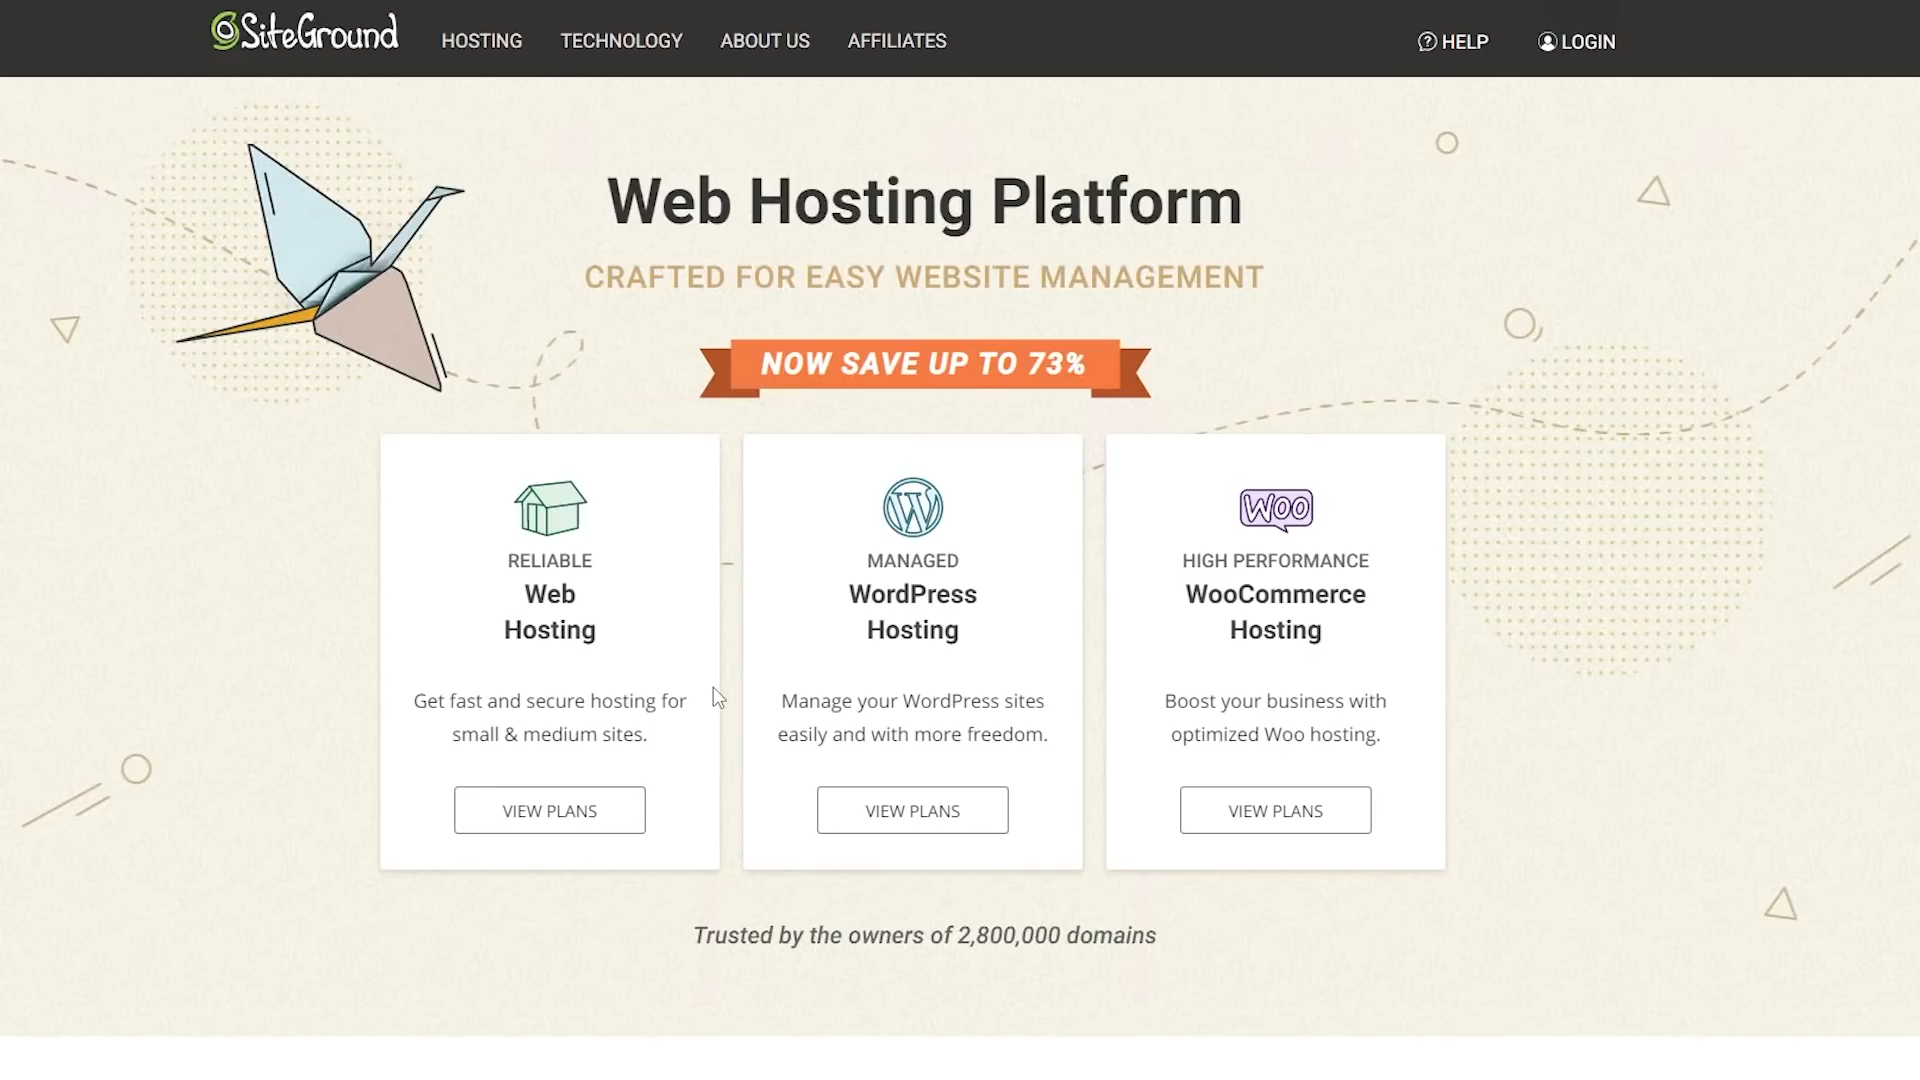 SiteGround HOSTING TECHNOLOGY ABOUT US AFFILIATES HELP LOGIN
Web Hosting Platform
CRAFTED FOR EASY WEBSITE MANAGEMENT
NOW SAVE UP TO 73%
RELIABLE
Web
Hosting
Get fast and secure hosting for
small & medium sites.
VIEW PLANS
MANAGED
WordPress
Hosting
Manage your WordPress sites
easily and with more freedom.
VIEW PLANS
WOO
HIGH PERFORMANCE
WooCommerce
Hosting
Boost your business with
optimized Woo hosting.
VIEW PLANS
Trusted by the owners of 2,800,000 domains